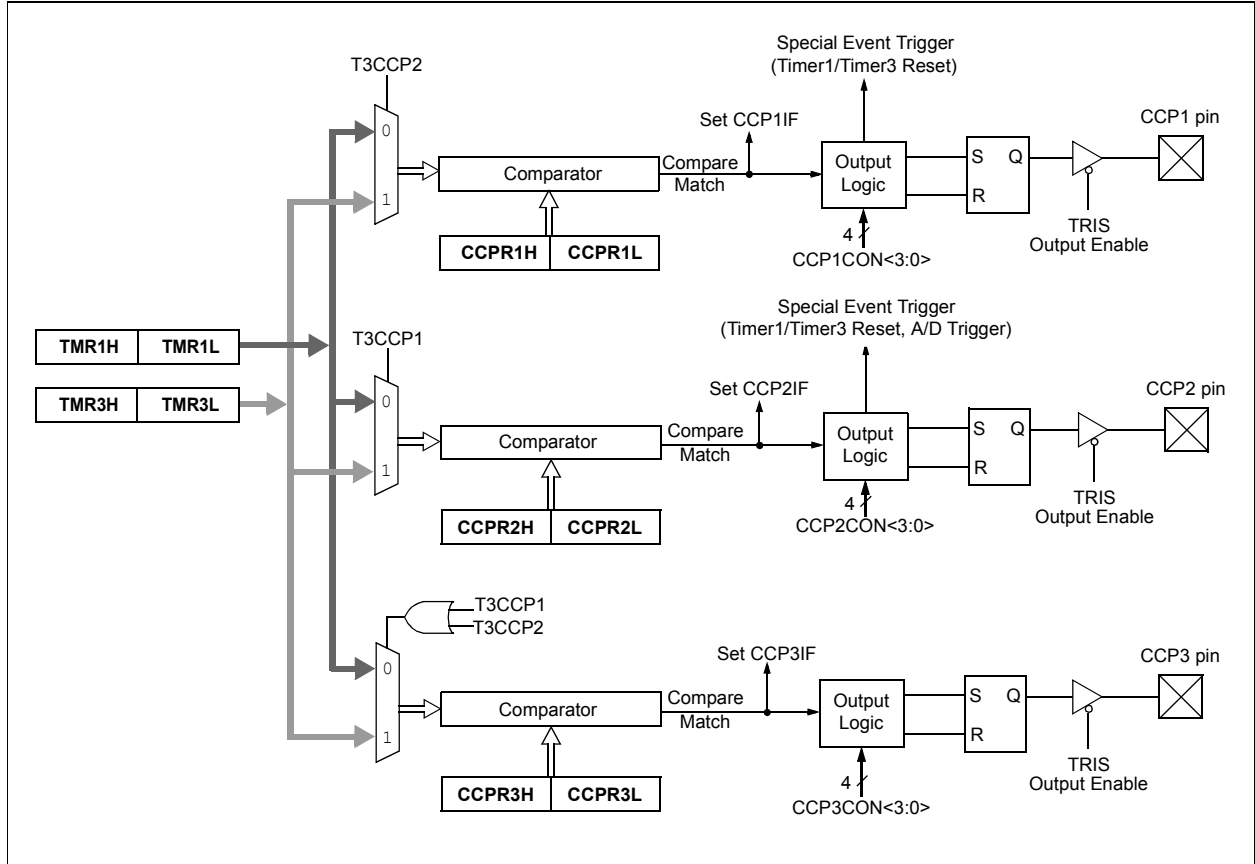 Special Event Trigger
(Timer1/Timer3 Reset)
T3CCP2
Set CCP1IF
CCP1 pin
0
1
Comparator
Compare
Match
Output
Logic
S
Q
R
TRIS
Output Enable
CCPR1H
CCPR1L
4
CCP1CON<3:0>
Special Event Trigger
(Timer1/Timer3 Reset, A/D Trigger)
TMR1H
TMR1L
TMR3H
TMR3L
T3CCP1
Set CCP2IF
CCP2 pin
0
1
Comparator
Compare
Match
Output
Logic
S
Q
R
TRIS
Output Enable
CCPR2H
CCPR2L
4
CCP2CON<3:0>
T3CCP1
T3CCP2
Set CCP3IF
CCP3 pin
0
1
Comparator
Compare
Match
Output
Logic
S
Q
R
TRIS
Output Enable
CCPR3H
CCPR3L
4
CCP3CON<3:0>